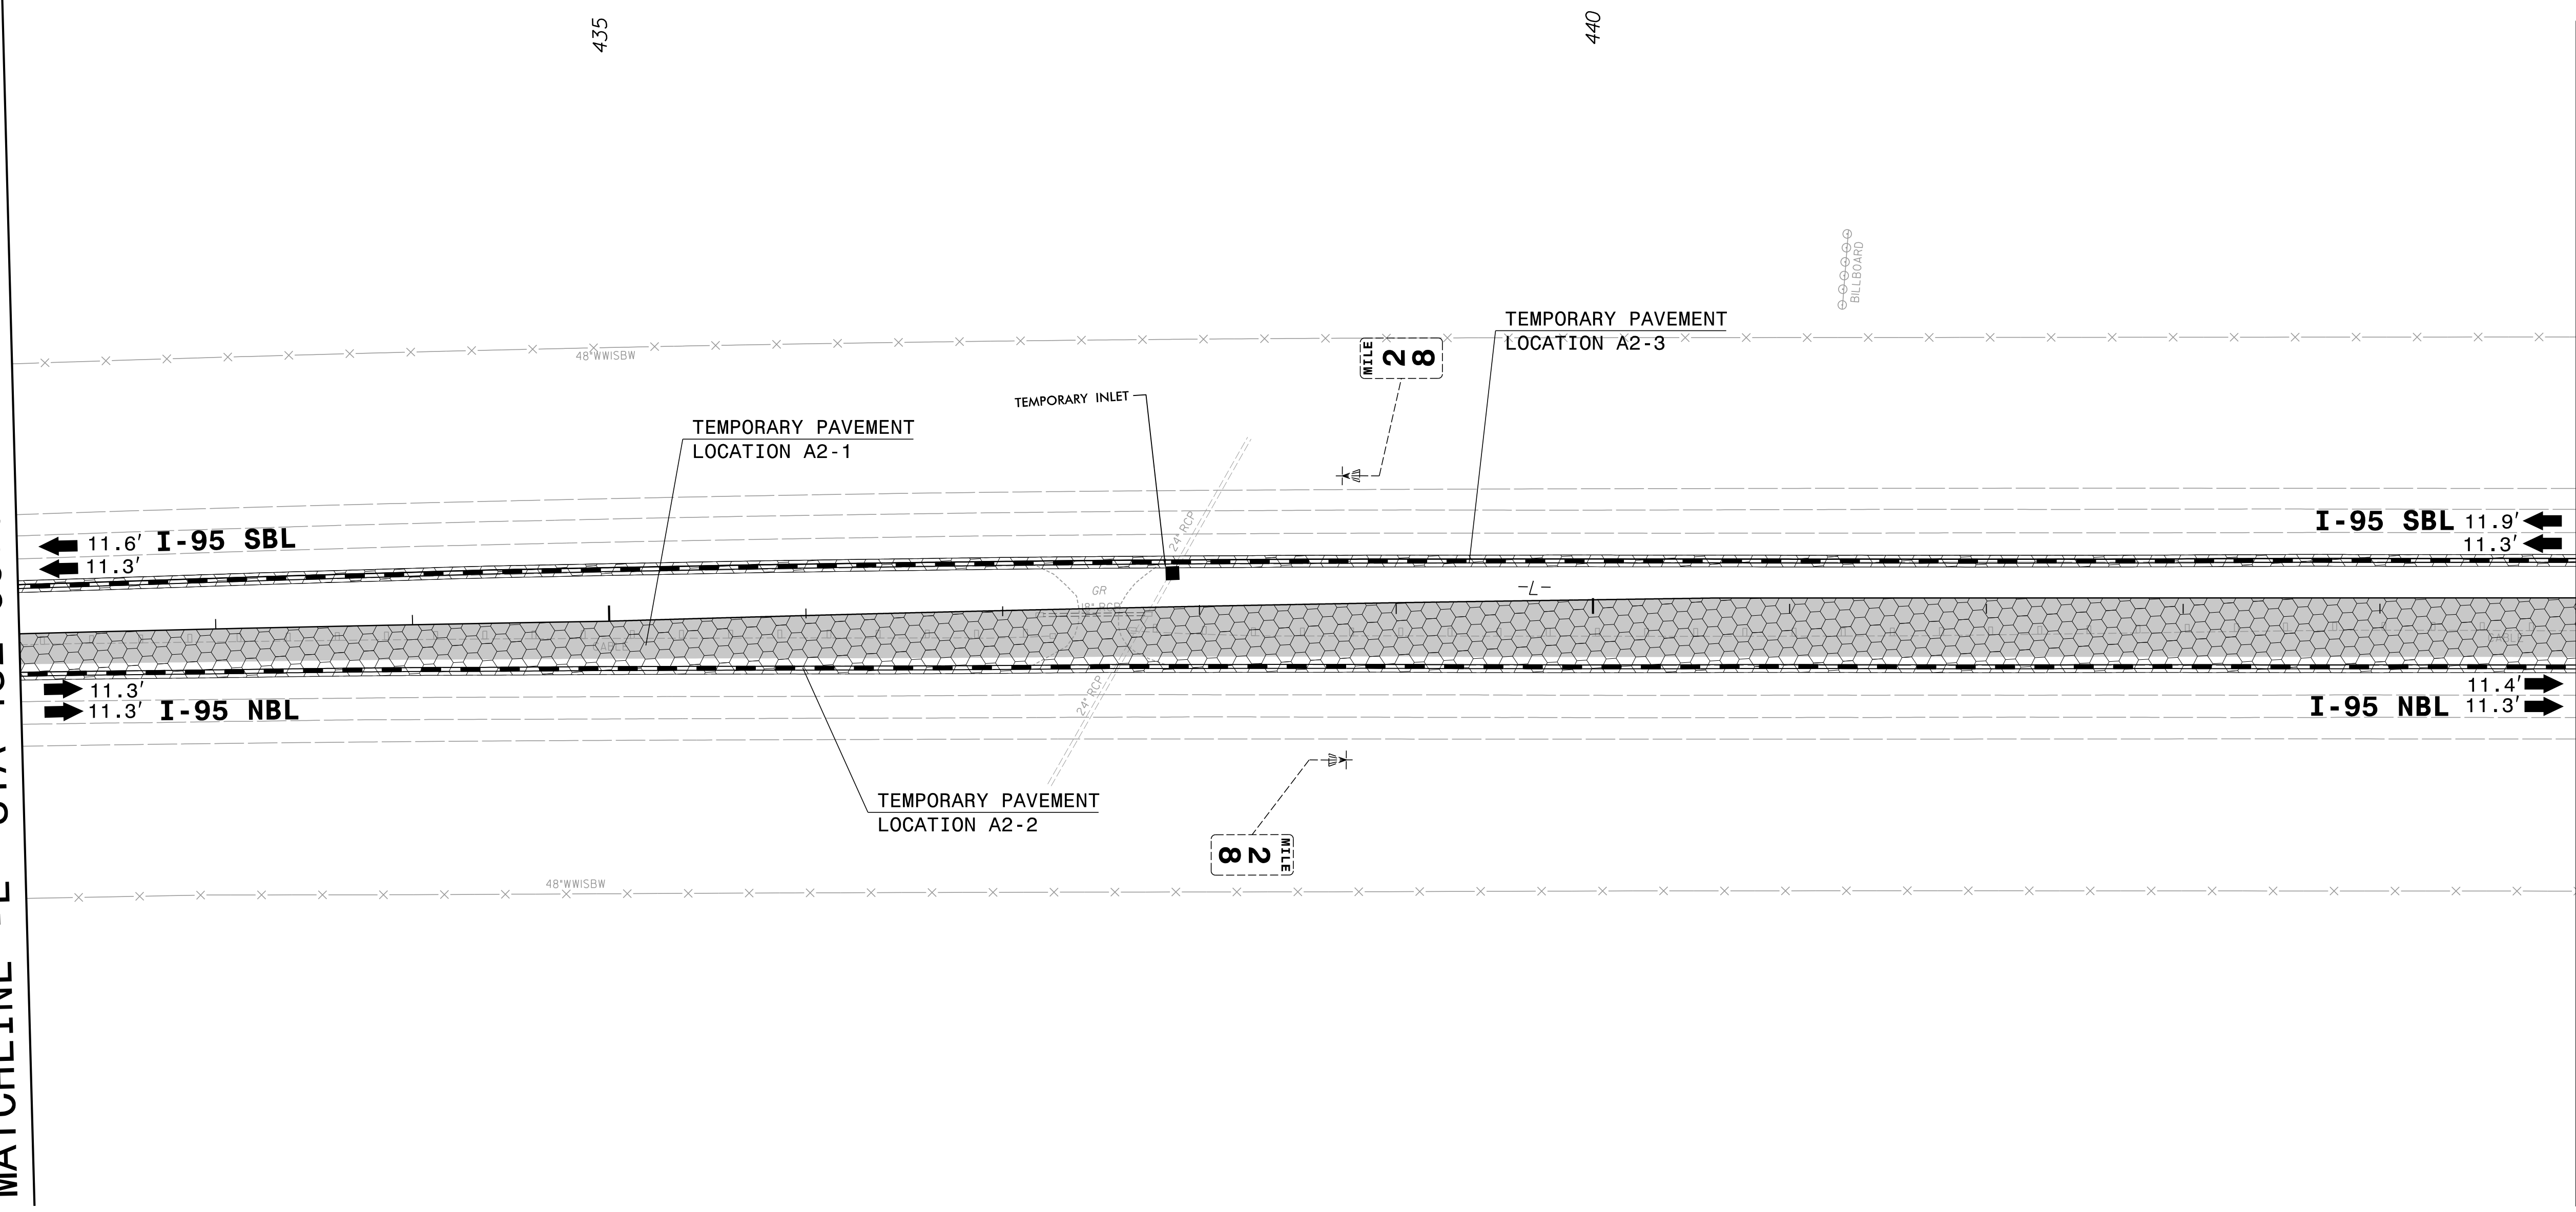 435
440
BILLBOARD
TEMPORARY PAVEMENT
LOCATION A2-3
48"WWISBW
MILE
28
TEMPORARY INLET
TEMPORARY PAVEMENT
LOCATION A2-1
24" RCP
11.6' I-95 SBL
11.3'
I-95 SBL 11.9'
11.3'
GR
18" RCP
-L-
CABLE
CABLE
11.3'
11.3' I-95 NBL
24" RCP
11.4'
I-95 NBL 11.3'
TEMPORARY PAVEMENT
LOCATION A2-2
MILE
28
48"WWISBW
MATCHLINE